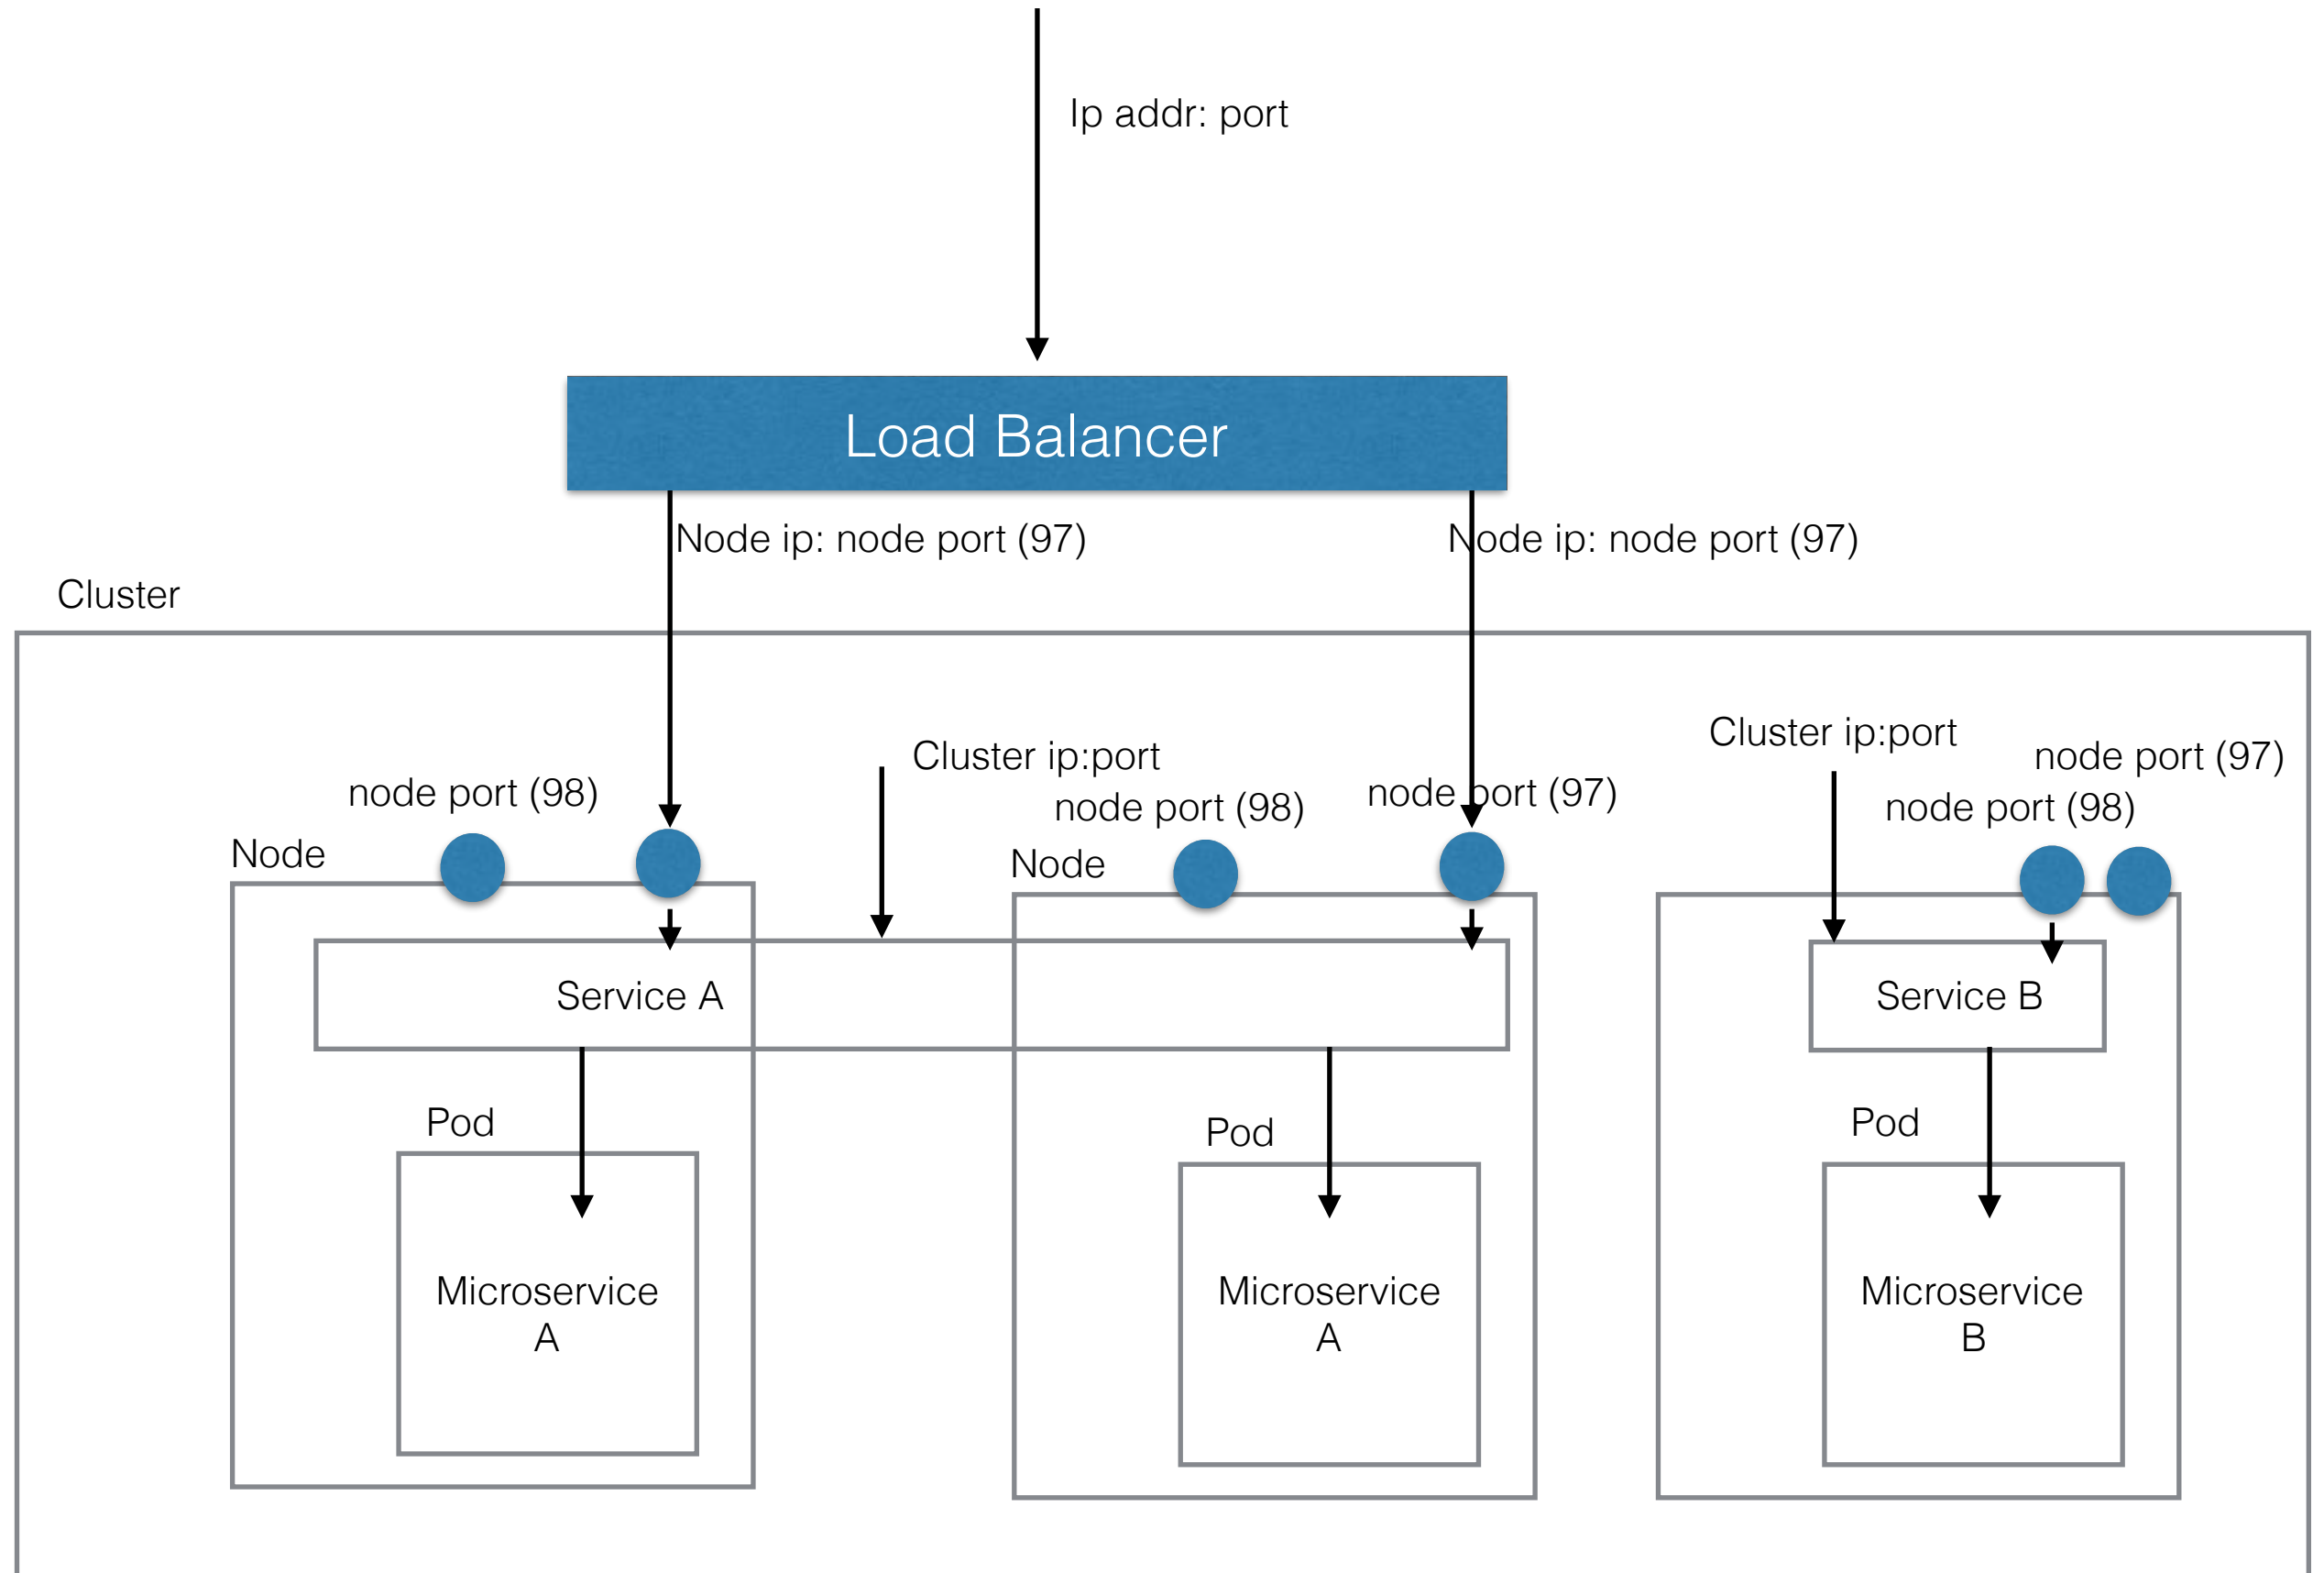 Ip addr: port
Load Balancer
Node ip: node port (97)
Node ip: node port (97)
Cluster
Cluster ip:port
Cluster ip:port
node port (97)
node port (98)
node port (98)
node port (97)
node port (98)
Node
Node
Service A
Service B
Pod
Pod
Pod
Microservice
A
Microservice
A
Microservice
B